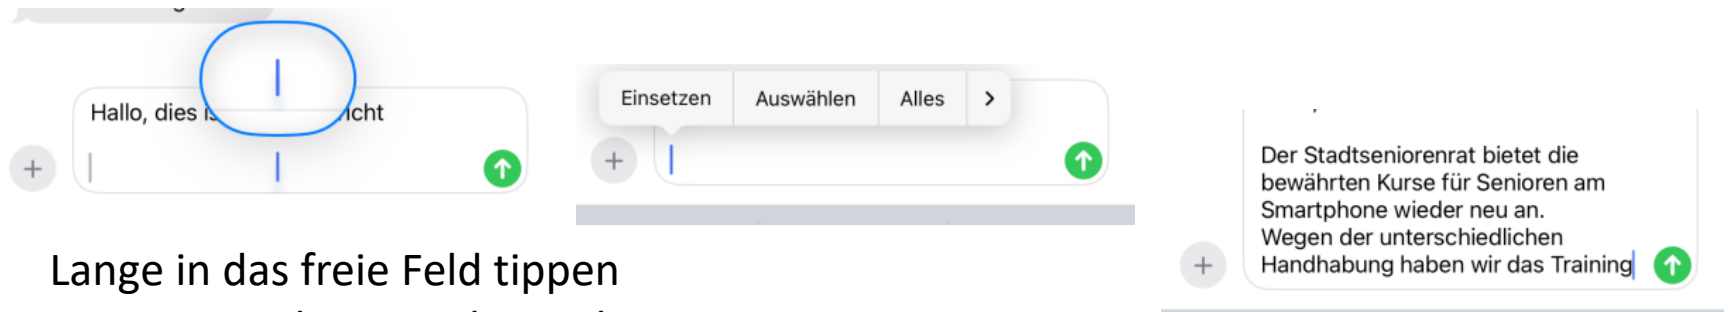 Hallo, dies
Einsetzen Auswählen Alles
Der Stadtseniorenrat bietet die
bewährten Kurse für Senioren am
Smartphone wieder neu an.
Wegen der unterschiedlichen
Handhabung haben wir das Training
Lange in das freie Feld tippen